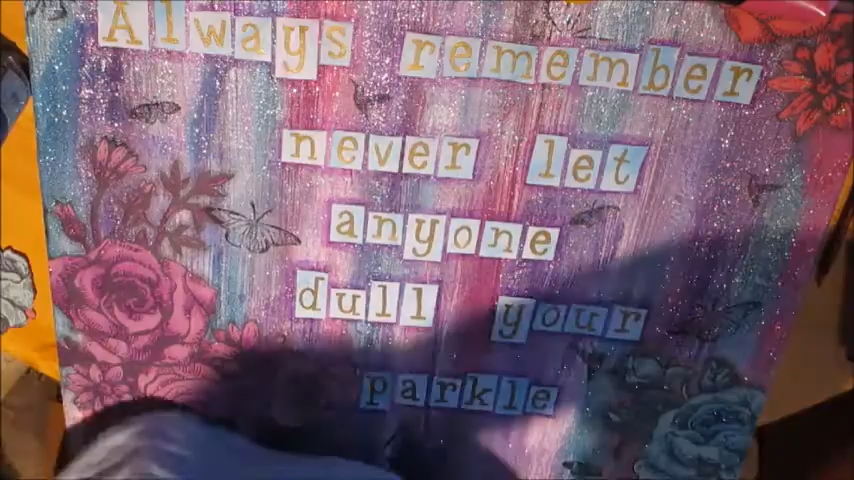 Always remember
never let
anyone
dull your
parkle